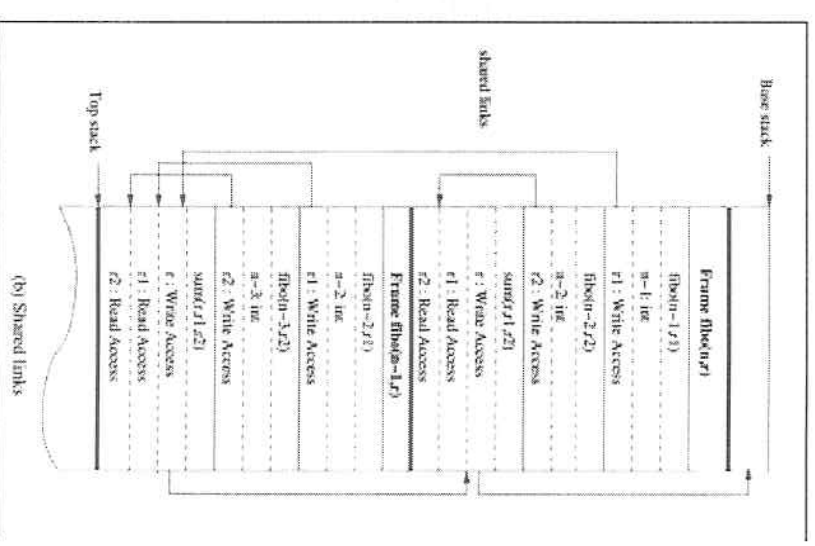 Base stack
Frame fibo(n,r)
fibo(n−1,r1)
n−1: int
r1 : Write Access
fibo(n−2,r2)
n−2: int
r2 : Write Access
sum(r,r1,r2)
r : Write Access
r1 : Read Access
r2 : Read Access
Frame fibo(n−1,r)
fibo(n−2,r1)
n−2: int
r1 : Write Access
fibo(n−3,r2)
n−3: int
r2 : Write Access
sum(r,r1,r2)
r : Write Access
r1 : Read Access
r2 : Read Access
shared links
Top stack
(b) Shared links